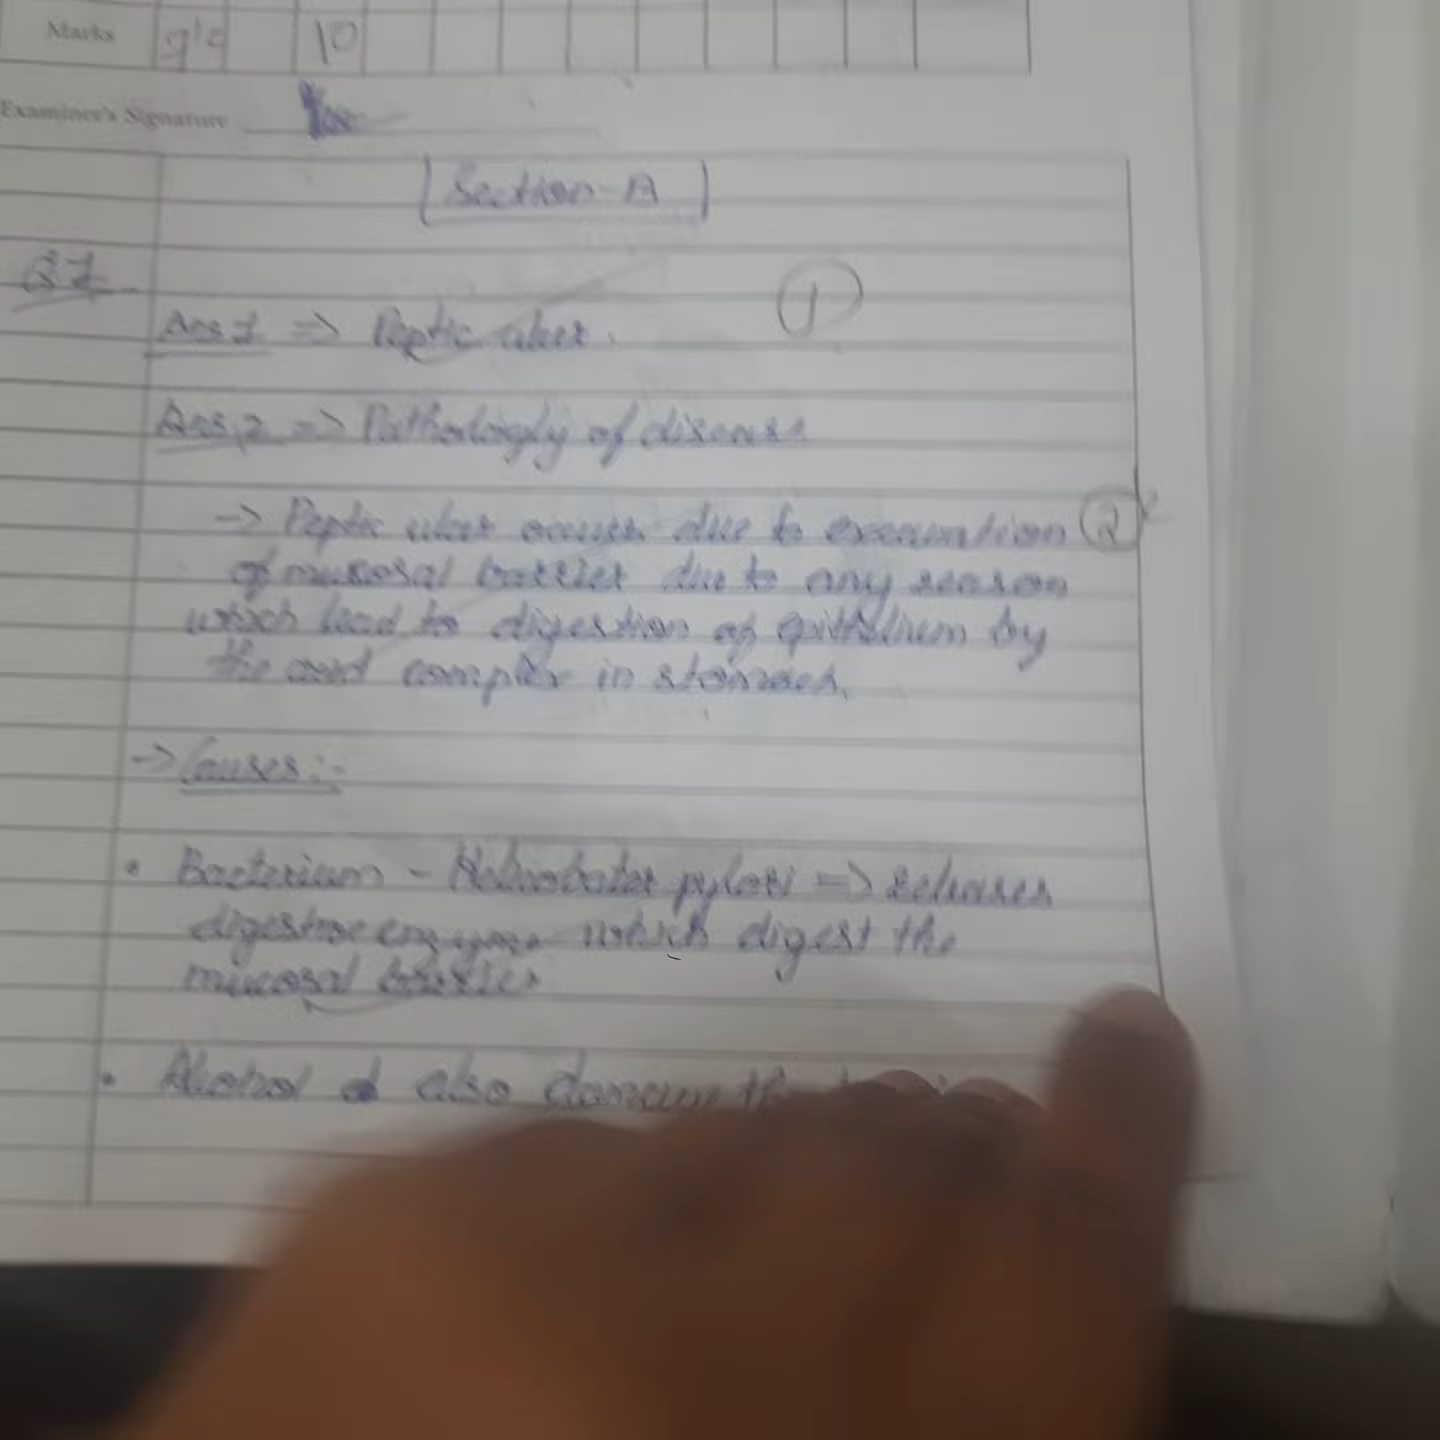 Marks 10
Examiner's Signature
Section-A
Q1
Ans 1 => Peptic ulcer. 1
Ans 2 => Pathology of disease
-> Peptic ulcer occurs due to excavation 2
of mucosal barrier due to any reason
which lead to digestion of epithelium by
the acid complex in stomach.
-> Causes:-
• Bacterium - Helicobacter pylori => releases
digestive enzymes which digest the
mucosal barrier
• Alcohol also